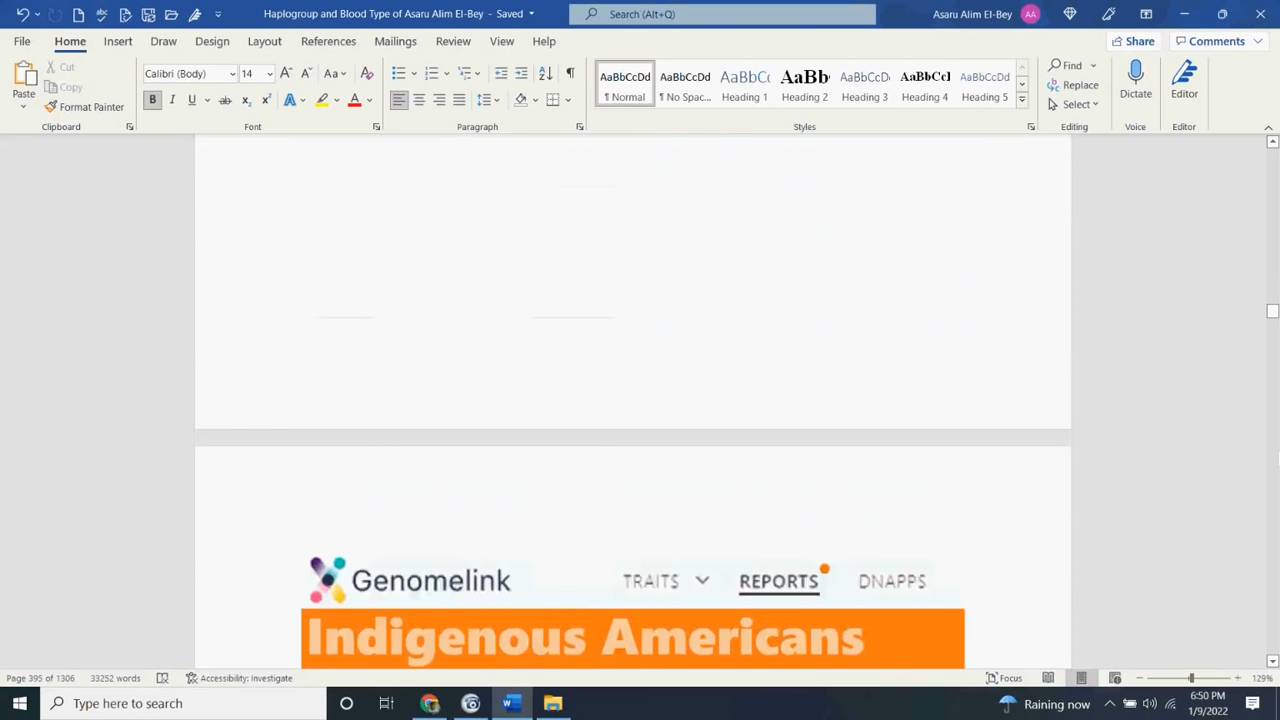 Haplogroup and Blood Type of Asaru Alim El-Bey - Saved
Search (Alt+Q)
Asaru Alim El-Bey AA
File Home Insert Draw Design Layout References Mailings Review View Help Share Comments
Paste Cut Copy Format Painter
Calibri (Body) 14
AaBbCcDd AaBbCcDd AaBbCc AaBb AaBbCcDd AaBbCcI AaBbCcDd
¶ Normal ¶ No Spac... Heading 1 Heading 2 Heading 3 Heading 4 Heading 5
Find Replace Select
Dictate Editor
Clipboard Font Paragraph Styles Editing Voice Editor
Genomelink TRAITS REPORTS DNAPPS
Indigenous Americans
Page 395 of 1306 33252 words Accessibility: Investigate Focus 129%
Type here to search Raining now 6:50 PM
1/9/2022